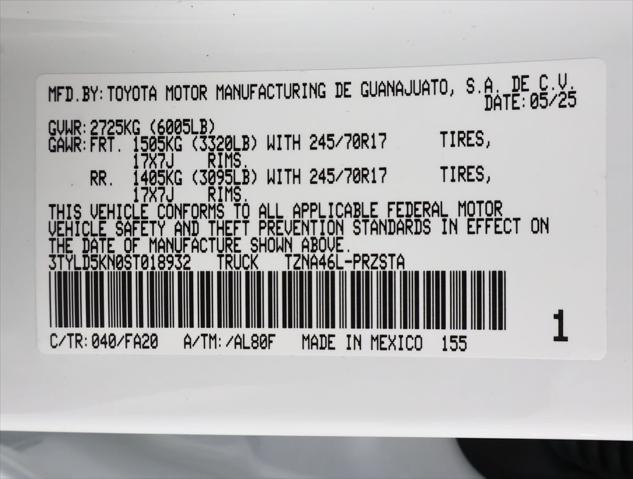 MFD.BY:TOYOTA MOTOR MANUFACTURING DE GUANAJUATO, S.A. DE C.V.
DATE:05/25
GVWR:2725KG (6005LB)
GAWR:FRT. 1505KG (3320LB) WITH 245/70R17 TIRES,
17X7J RIMS.
RR. 1405KG (3095LB) WITH 245/70R17 TIRES,
17X7J RIMS.
THIS VEHICLE CONFORMS TO ALL APPLICABLE FEDERAL MOTOR
VEHICLE SAFETY AND THEFT PREVENTION STANDARDS IN EFFECT ON
THE DATE OF MANUFACTURE SHOWN ABOVE.
3TYLD5KN0ST018932 TRUCK TZNA46L-PRZSTA
C/TR:040/FA20 A/TM:/AL80F MADE IN MEXICO 155
1